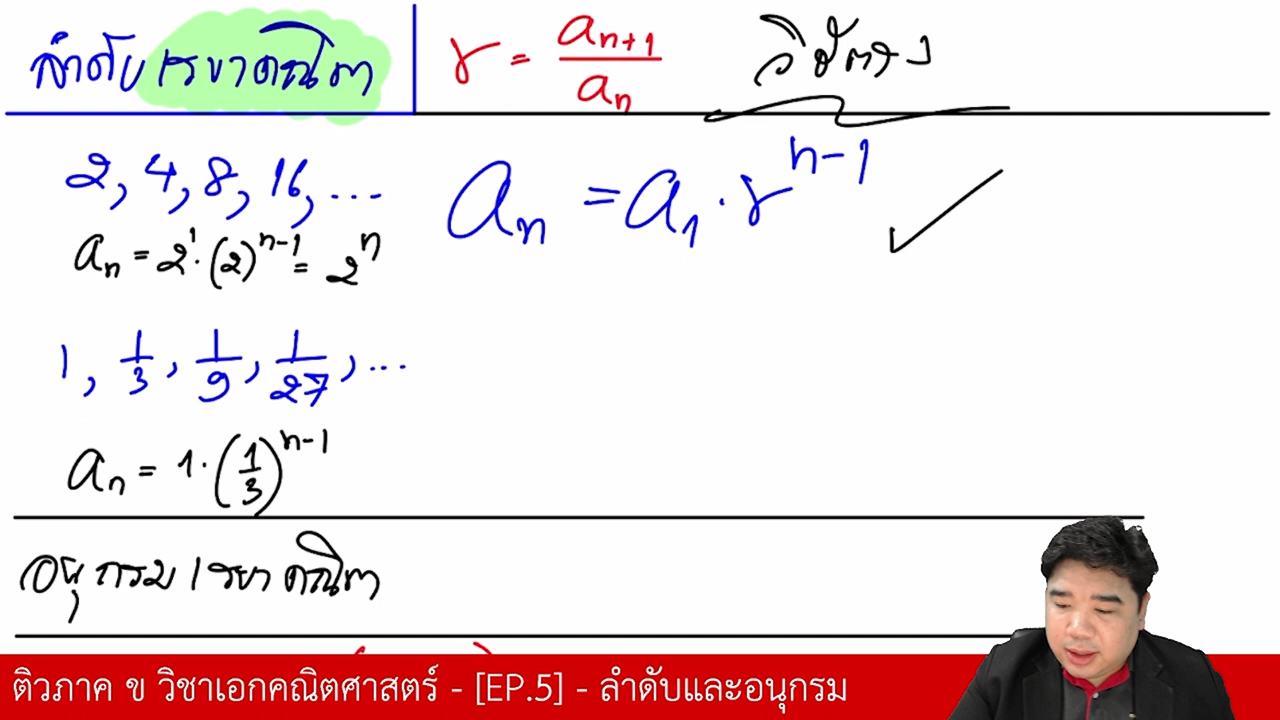 ลำดับเรขาคณิต
r = a_{n+1} / a_n
วิธีตรง
2, 4, 8, 16, ...
a_n = a_1 · r^{n-1}
a_n = 2^1 · (2)^{n-1} = 2^n
1, 1/3, 1/9, 1/27, ...
a_n = 1 · (1/3)^{n-1}
อนุกรมเรขาคณิต
ติวภาค ข วิชาเอกคณิตศาสตร์ - [EP.5] - ลำดับและอนุกรม